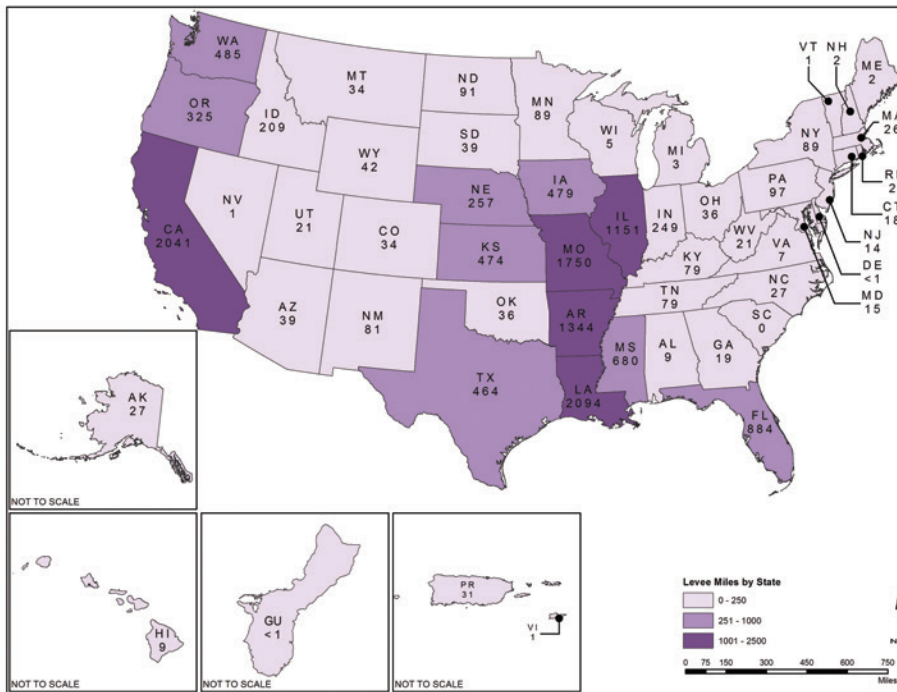 WA
485
OR
325
CA
2041
ID
209
NV
1
MT
34
WY
42
UT
21
AZ
39
CO
34
NM
81
ND
91
SD
39
NE
257
KS
474
OK
36
TX
464
MN
89
IA
479
MO
1750
AR
1344
LA
2094
WI
5
IL
1151
MI
3
IN
249
OH
36
KY
79
TN
79
MS
680
AL
9
GA
19
FL
884
SC
0
NC
27
VA
7
WV
21
PA
97
NY
89
VT
1
NH
2
ME
2
MA
26
RI
2
CT
18
NJ
14
DE
<1
MD
15
AK
27
NOT TO SCALE
HI
9
NOT TO SCALE
GU
<1
NOT TO SCALE
PR
31
VI
1
NOT TO SCALE
Levee Miles by State
0 - 250
251 - 1000
1001 - 2500
0 75 150 300 450 600 750
Miles